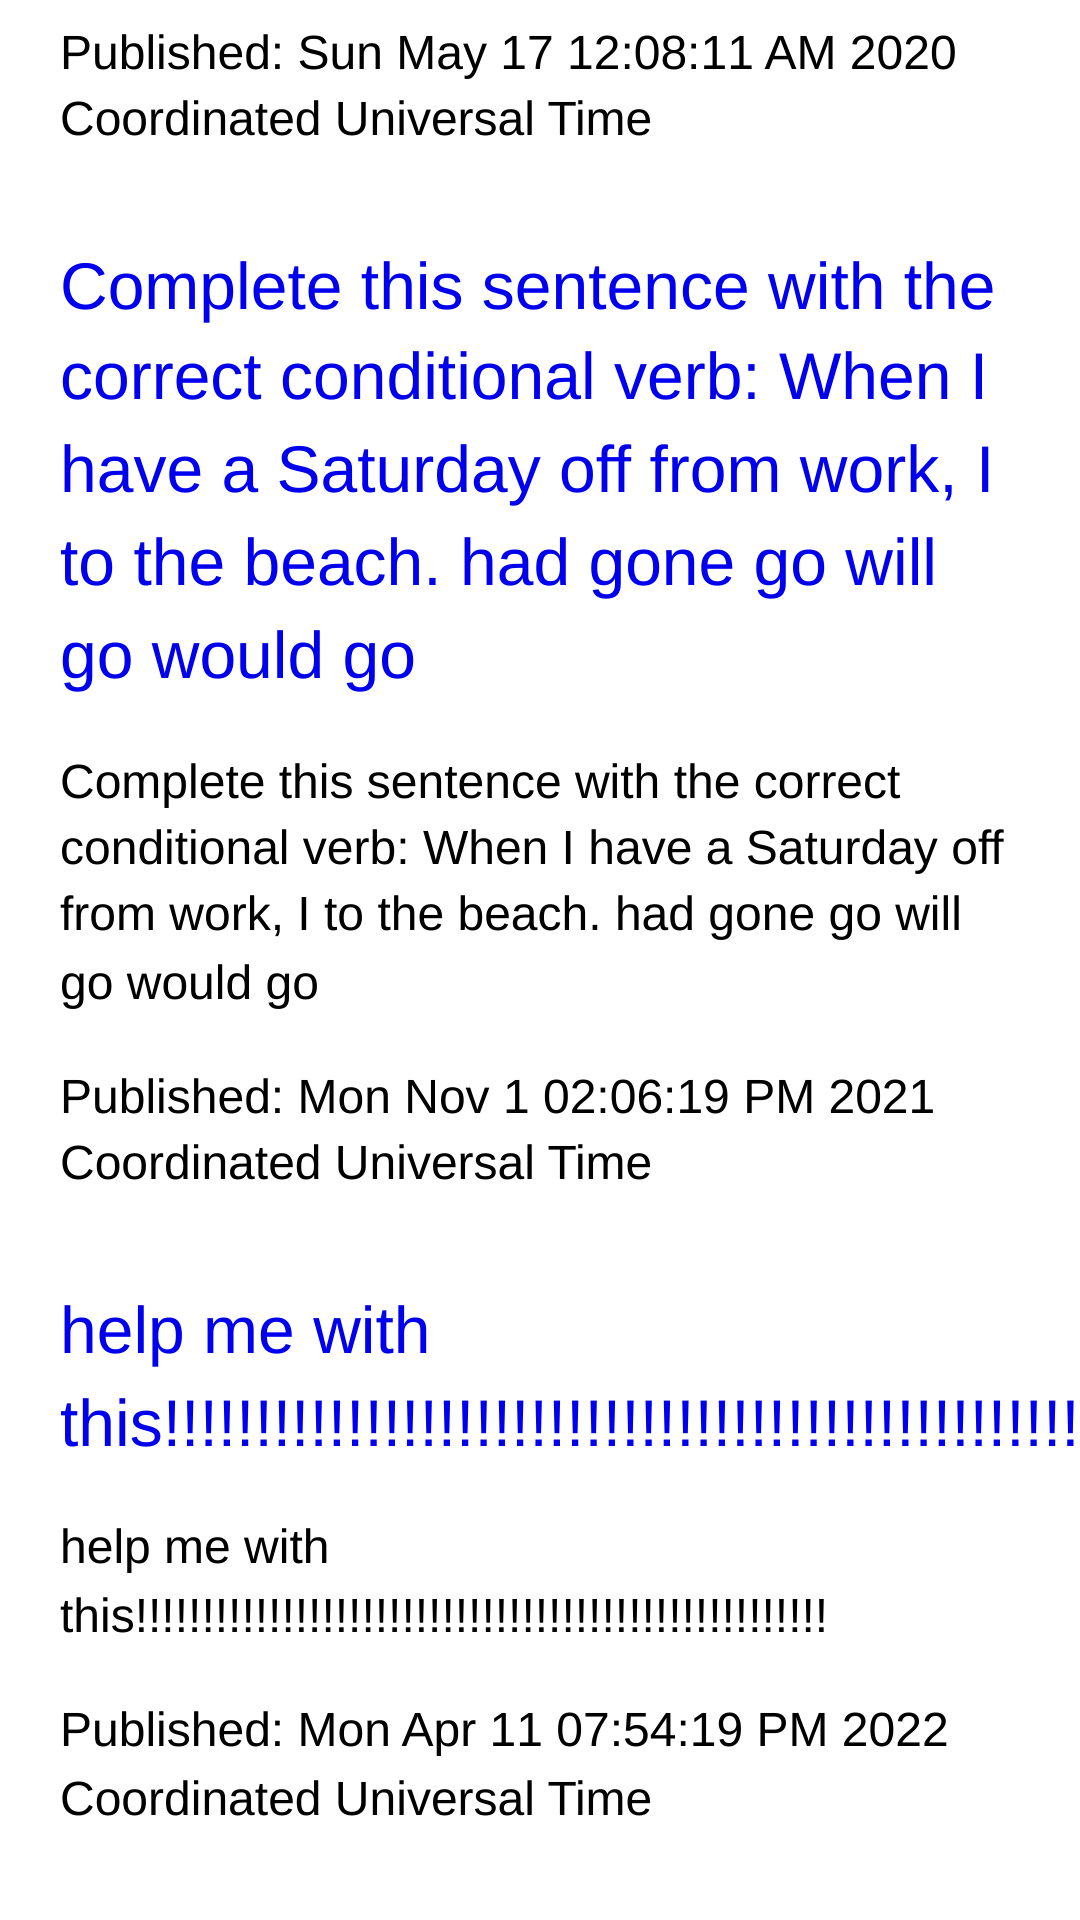 Published: Sun May 17 12:08:11 AM 2020
Coordinated Universal Time
Complete this sentence with the
correct conditional verb: When I
have a Saturday off from work, I
to the beach. had gone go will
go would go
Complete this sentence with the correct
conditional verb: When I have a Saturday off
from work, I to the beach. had gone go will
go would go
Published: Mon Nov 1 02:06:19 PM 2021
Coordinated Universal Time
help me with
this!!!!!!!!!!!!!!!!!!!!!!!!!!!!!!!!!!!!!!!!!!!!!!!!!!
help me with
this!!!!!!!!!!!!!!!!!!!!!!!!!!!!!!!!!!!!!!!!!!!!!!!!!!!!
Published: Mon Apr 11 07:54:19 PM 2022
Coordinated Universal Time